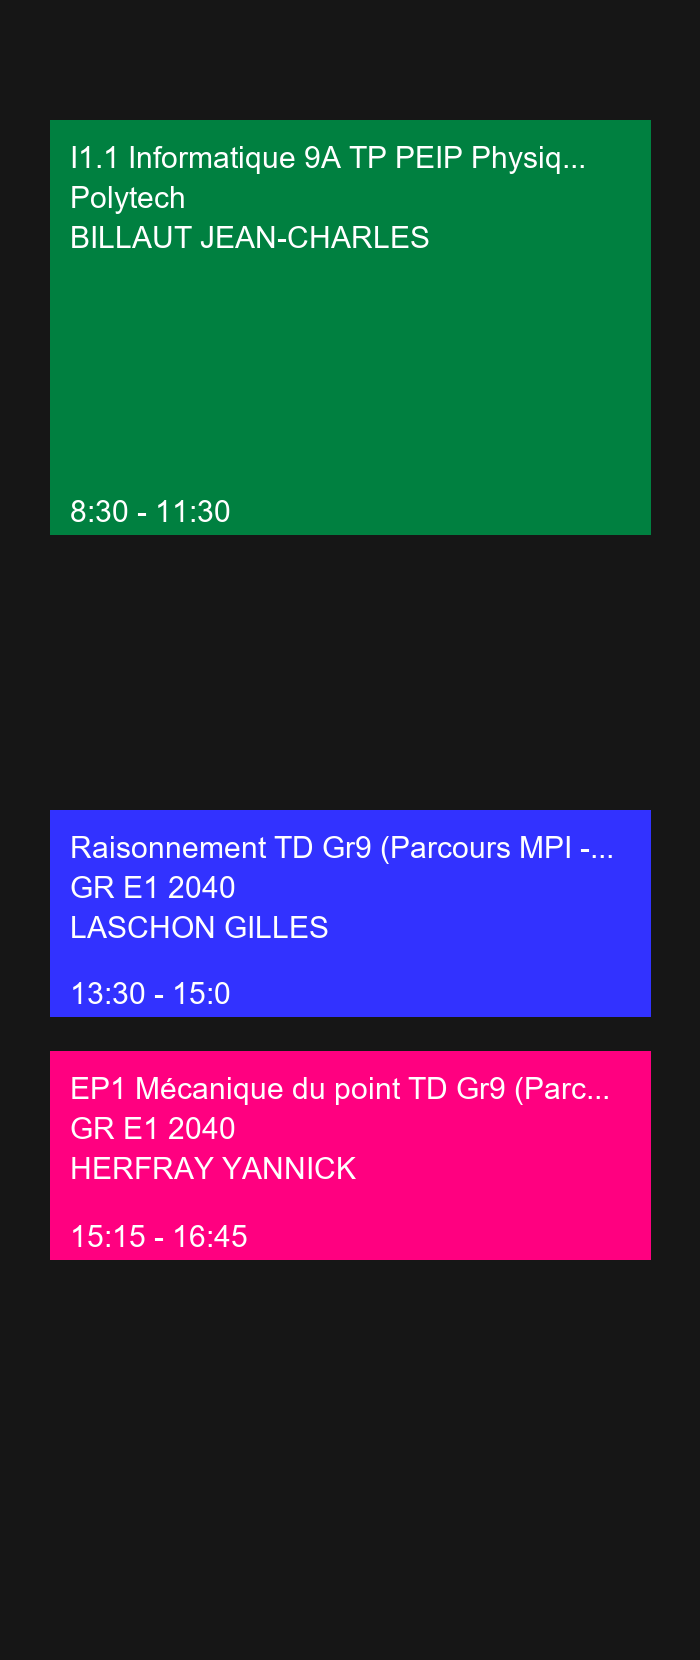 I1.1 Informatique 9A TP PEIP Physiq...
Polytech
BILLAUT JEAN-CHARLES
8:30 - 11:30
Raisonnement TD Gr9 (Parcours MPI -...
GR E1 2040
LASCHON GILLES
13:30 - 15:0
EP1 Mécanique du point TD Gr9 (Parc...
GR E1 2040
HERFRAY YANNICK
15:15 - 16:45